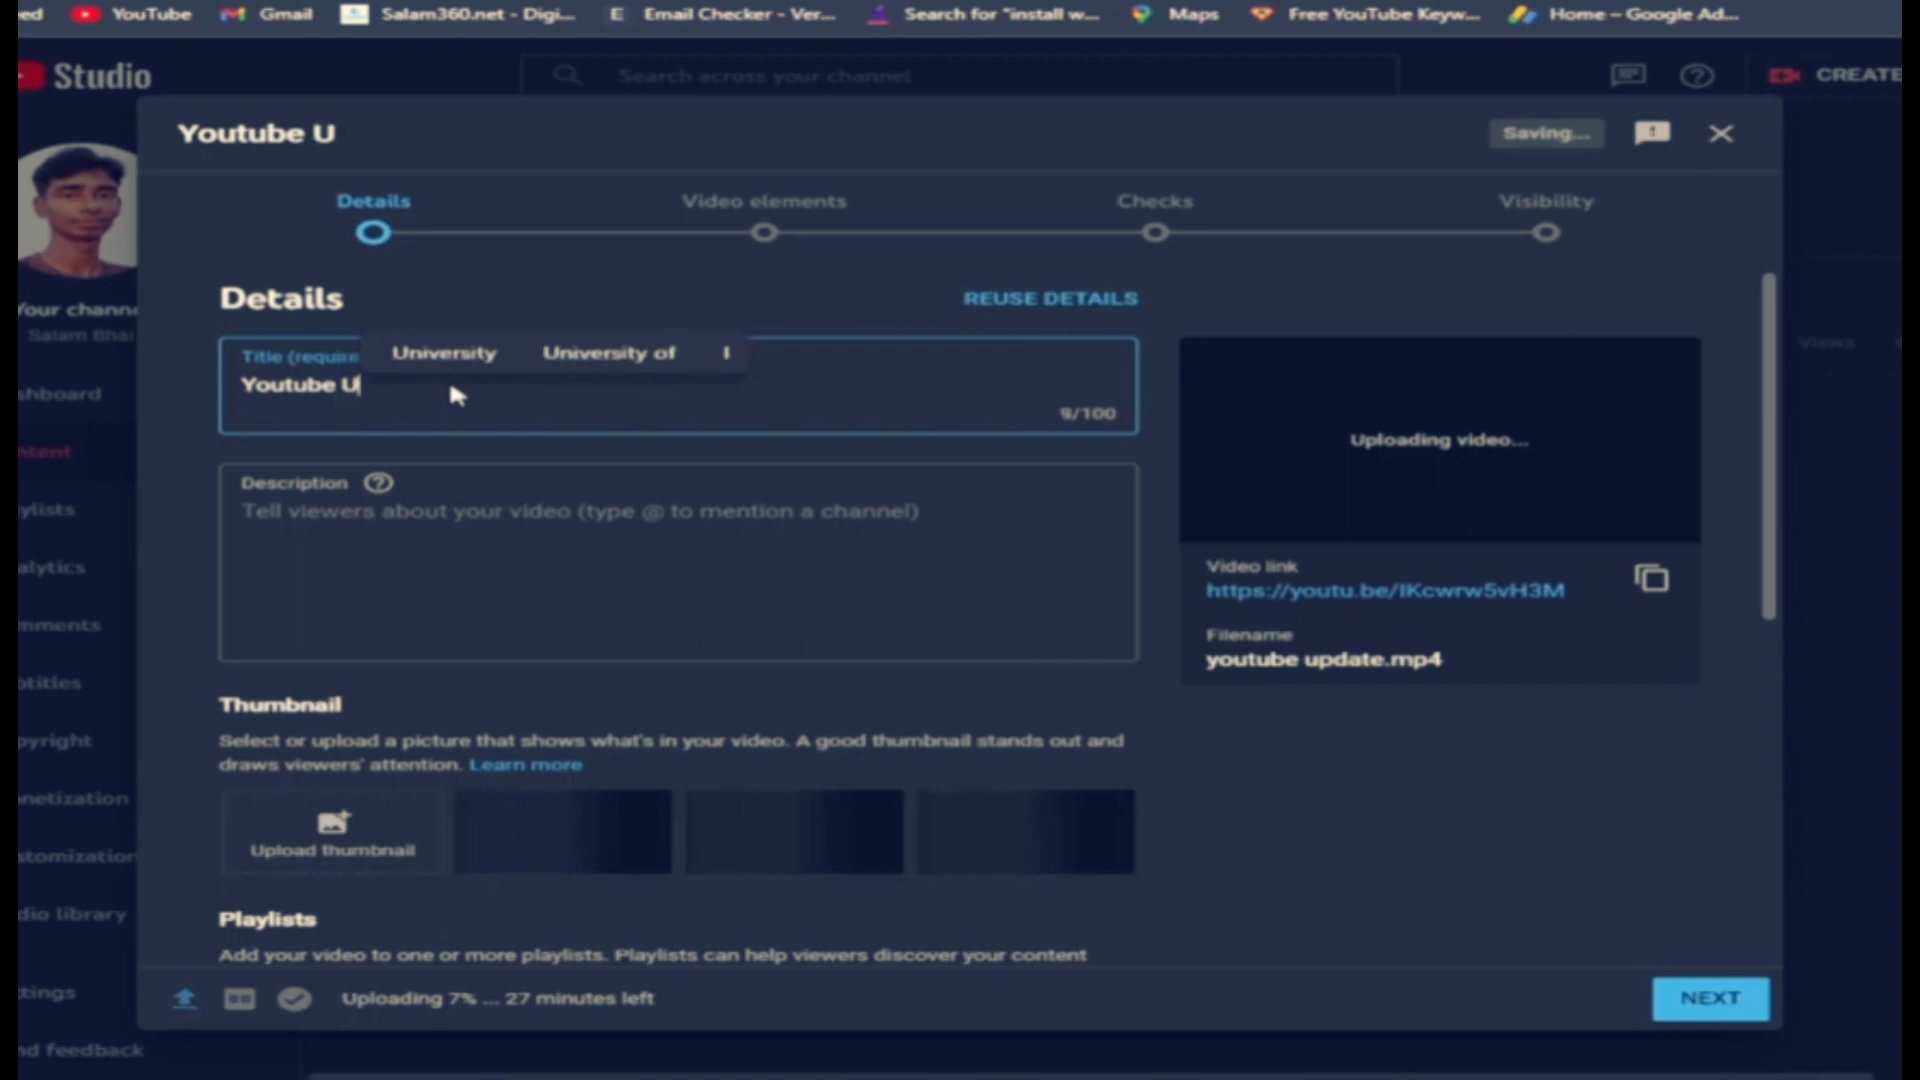 YouTube
Gmail
Salam360.net - Digi...
E Email Checker - Ver...
Search for "install w...
Maps
Free YouTube Keyw...
Home – Google Ad...
Studio
Search across your channel
CREATE
Youtube U
Saving...
Details
Video elements
Checks
Visibility
Details
REUSE DETAILS
University
University of
I
Youtube U
9/100
Description
Tell viewers about your video (type @ to mention a channel)
Uploading video...
Video link
https://youtu.be/IKcwrw5vH3M
Filename
youtube update.mp4
Thumbnail
Select or upload a picture that shows what's in your video. A good thumbnail stands out and
draws viewers' attention. Learn more
Upload thumbnail
Playlists
Add your video to one or more playlists. Playlists can help viewers discover your content
Uploading 7% ... 27 minutes left
NEXT
Salam Bhai
Views